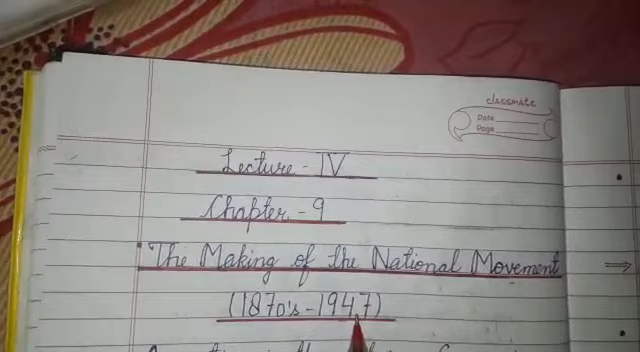 classmate
Date
Page
Lecture - IV
Chapter - 9
The Making of the National Movement
(1870's - 1947)